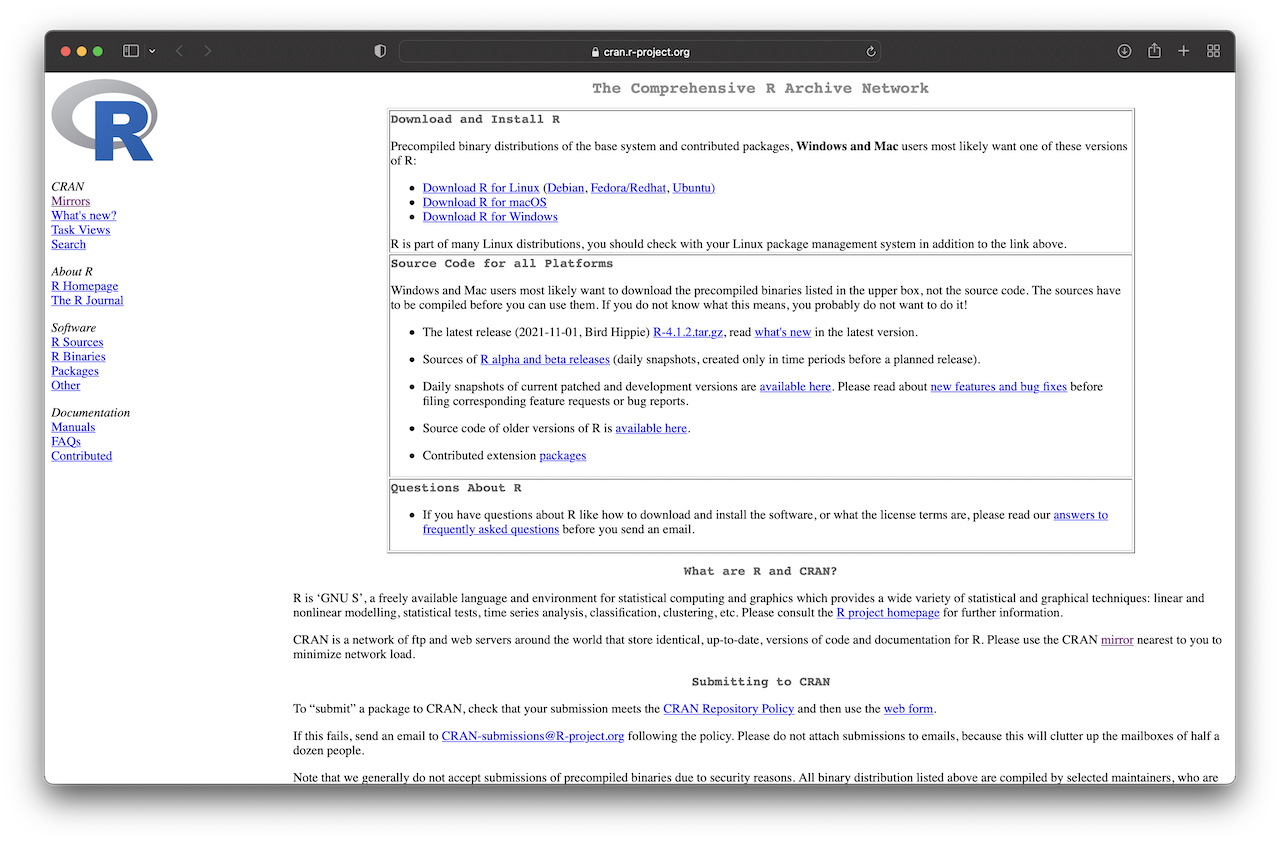 cran.r-project.org
R
CRAN
Mirrors
What's new?
Task Views
Search
About R
R Homepage
The R Journal
Software
R Sources
R Binaries
Packages
Other
Documentation
Manuals
FAQs
Contributed
The Comprehensive R Archive Network
Download and Install R
Precompiled binary distributions of the base system and contributed packages, Windows and Mac users most likely want one of these versions
of R:
• Download R for Linux (Debian, Fedora/Redhat, Ubuntu)
• Download R for macOS
• Download R for Windows
R is part of many Linux distributions, you should check with your Linux package management system in addition to the link above.
Source Code for all Platforms
Windows and Mac users most likely want to download the precompiled binaries listed in the upper box, not the source code. The sources have
to be compiled before you can use them. If you do not know what this means, you probably do not want to do it!
• The latest release (2021-11-01, Bird Hippie) R-4.1.2.tar.gz, read what's new in the latest version.
• Sources of R alpha and beta releases (daily snapshots, created only in time periods before a planned release).
• Daily snapshots of current patched and development versions are available here. Please read about new features and bug fixes before
filing corresponding feature requests or bug reports.
• Source code of older versions of R is available here.
• Contributed extension packages
Questions About R
• If you have questions about R like how to download and install the software, or what the license terms are, please read our answers to
frequently asked questions before you send an email.
What are R and CRAN?
R is ‘GNU S’, a freely available language and environment for statistical computing and graphics which provides a wide variety of statistical and graphical techniques: linear and
nonlinear modelling, statistical tests, time series analysis, classification, clustering, etc. Please consult the R project homepage for further information.
CRAN is a network of ftp and web servers around the world that store identical, up-to-date, versions of code and documentation for R. Please use the CRAN mirror nearest to you to
minimize network load.
Submitting to CRAN
To “submit” a package to CRAN, check that your submission meets the CRAN Repository Policy and then use the web form.
If this fails, send an email to CRAN-submissions@R-project.org following the policy. Please do not attach submissions to emails, because this will clutter up the mailboxes of half a
dozen people.
Note that we generally do not accept submissions of precompiled binaries due to security reasons. All binary distribution listed above are compiled by selected maintainers, who are